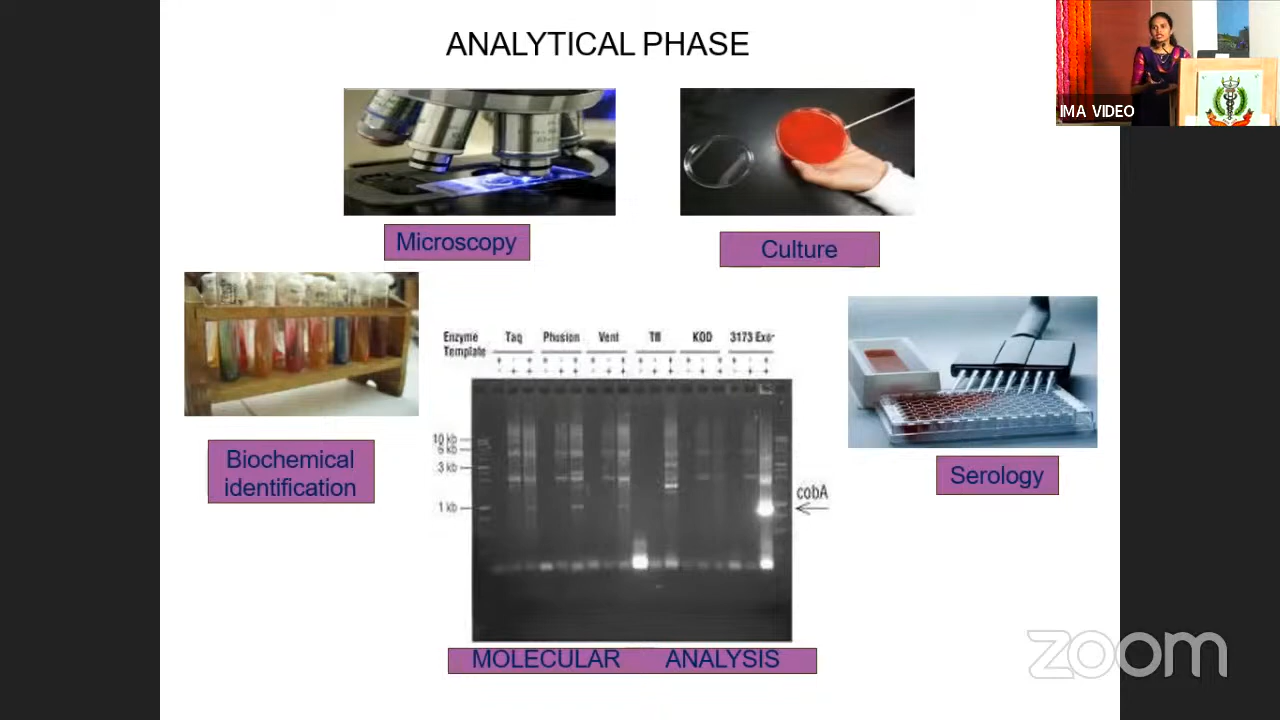 ANALYTICAL PHASE
IMA VIDEO
Microscopy
Culture
Biochemical
identification
Enzyme Taq Phusion Vent Tfl KOD 3173 Exo-
Template
10 kb
5 kb
3 kb
1 kb
cobA
Serology
MOLECULAR ANALYSIS
zoom